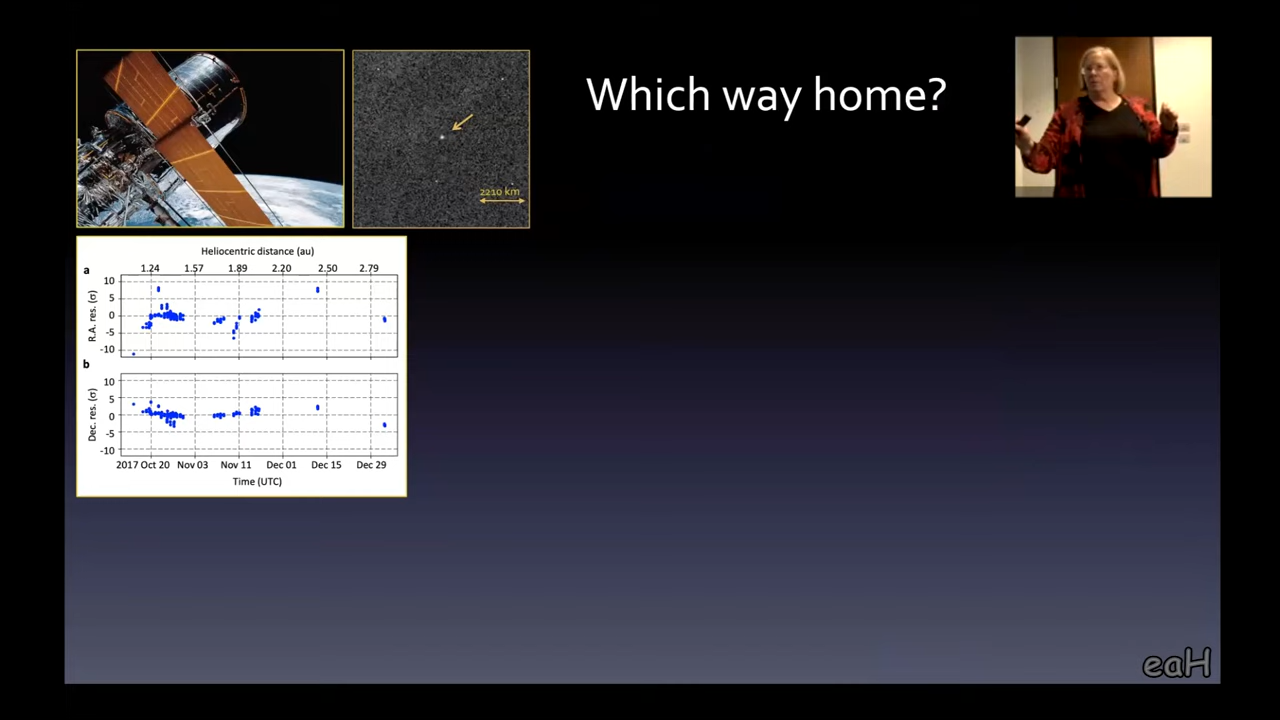 Which way home?
2210 km
Heliocentric distance (au)
1.24 1.57 1.89 2.20 2.50 2.79
a
R.A. res. (σ)
10
5
0
-5
-10
b
Dec. res. (σ)
10
5
0
-5
-10
2017 Oct 20 Nov 03 Nov 11 Dec 01 Dec 15 Dec 29
Time (UTC)
eaH